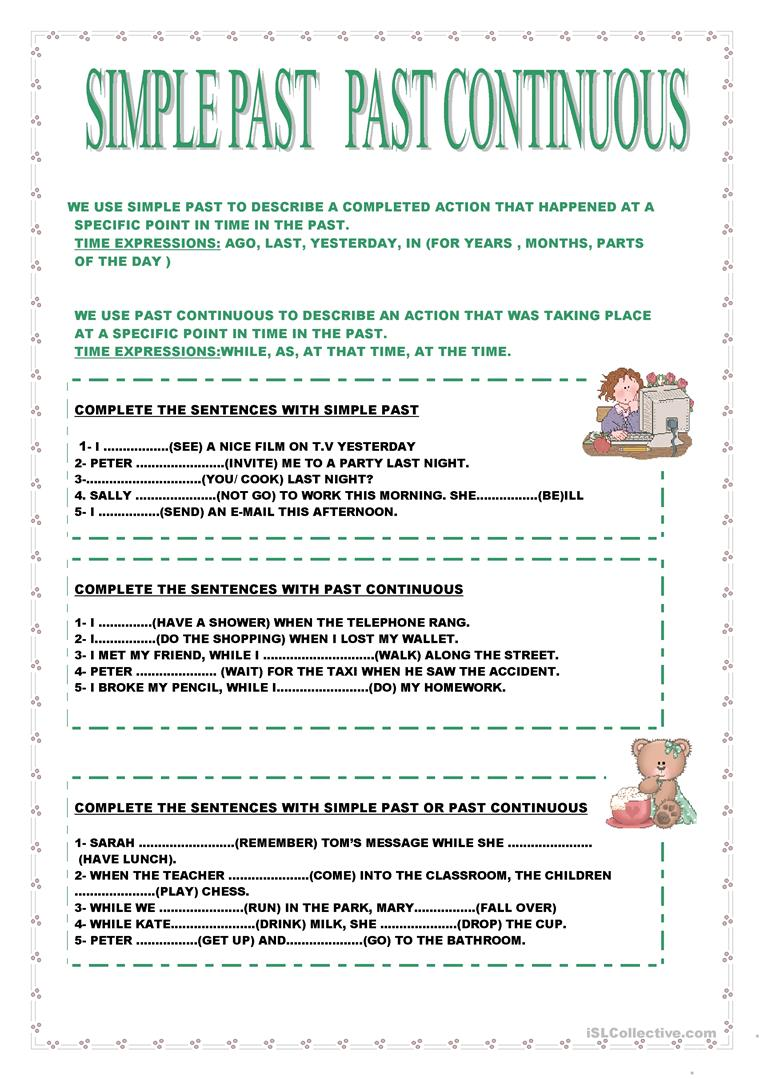 SIMPLE PAST PAST CONTINUOUS
WE USE SIMPLE PAST TO DESCRIBE A COMPLETED ACTION THAT HAPPENED AT A
SPECIFIC POINT IN TIME IN THE PAST.
TIME EXPRESSIONS: AGO, LAST, YESTERDAY, IN (FOR YEARS , MONTHS, PARTS
OF THE DAY )
WE USE PAST CONTINUOUS TO DESCRIBE AN ACTION THAT WAS TAKING PLACE
AT A SPECIFIC POINT IN TIME IN THE PAST.
TIME EXPRESSIONS:WHILE, AS, AT THAT TIME, AT THE TIME.
COMPLETE THE SENTENCES WITH SIMPLE PAST
1- I .................(SEE) A NICE FILM ON T.V YESTERDAY
2- PETER .......................(INVITE) ME TO A PARTY LAST NIGHT.
3-..............................(YOU/ COOK) LAST NIGHT?
4. SALLY .....................(NOT GO) TO WORK THIS MORNING. SHE................(BE)ILL
5- I ................(SEND) AN E-MAIL THIS AFTERNOON.
COMPLETE THE SENTENCES WITH PAST CONTINUOUS
1- I ..............(HAVE A SHOWER) WHEN THE TELEPHONE RANG.
2- I................(DO THE SHOPPING) WHEN I LOST MY WALLET.
3- I MET MY FRIEND, WHILE I .............................(WALK) ALONG THE STREET.
4- PETER ..................... (WAIT) FOR THE TAXI WHEN HE SAW THE ACCIDENT.
5- I BROKE MY PENCIL, WHILE I........................(DO) MY HOMEWORK.
COMPLETE THE SENTENCES WITH SIMPLE PAST OR PAST CONTINUOUS
1- SARAH .........................(REMEMBER) TOM'S MESSAGE WHILE SHE ......................
(HAVE LUNCH).
2- WHEN THE TEACHER .....................(COME) INTO THE CLASSROOM, THE CHILDREN
.....................(PLAY) CHESS.
3- WHILE WE ......................(RUN) IN THE PARK, MARY................(FALL OVER)
4- WHILE KATE......................(DRINK) MILK, SHE ....................(DROP) THE CUP.
5- PETER ................(GET UP) AND....................(GO) TO THE BATHROOM.
iSLCollective.com